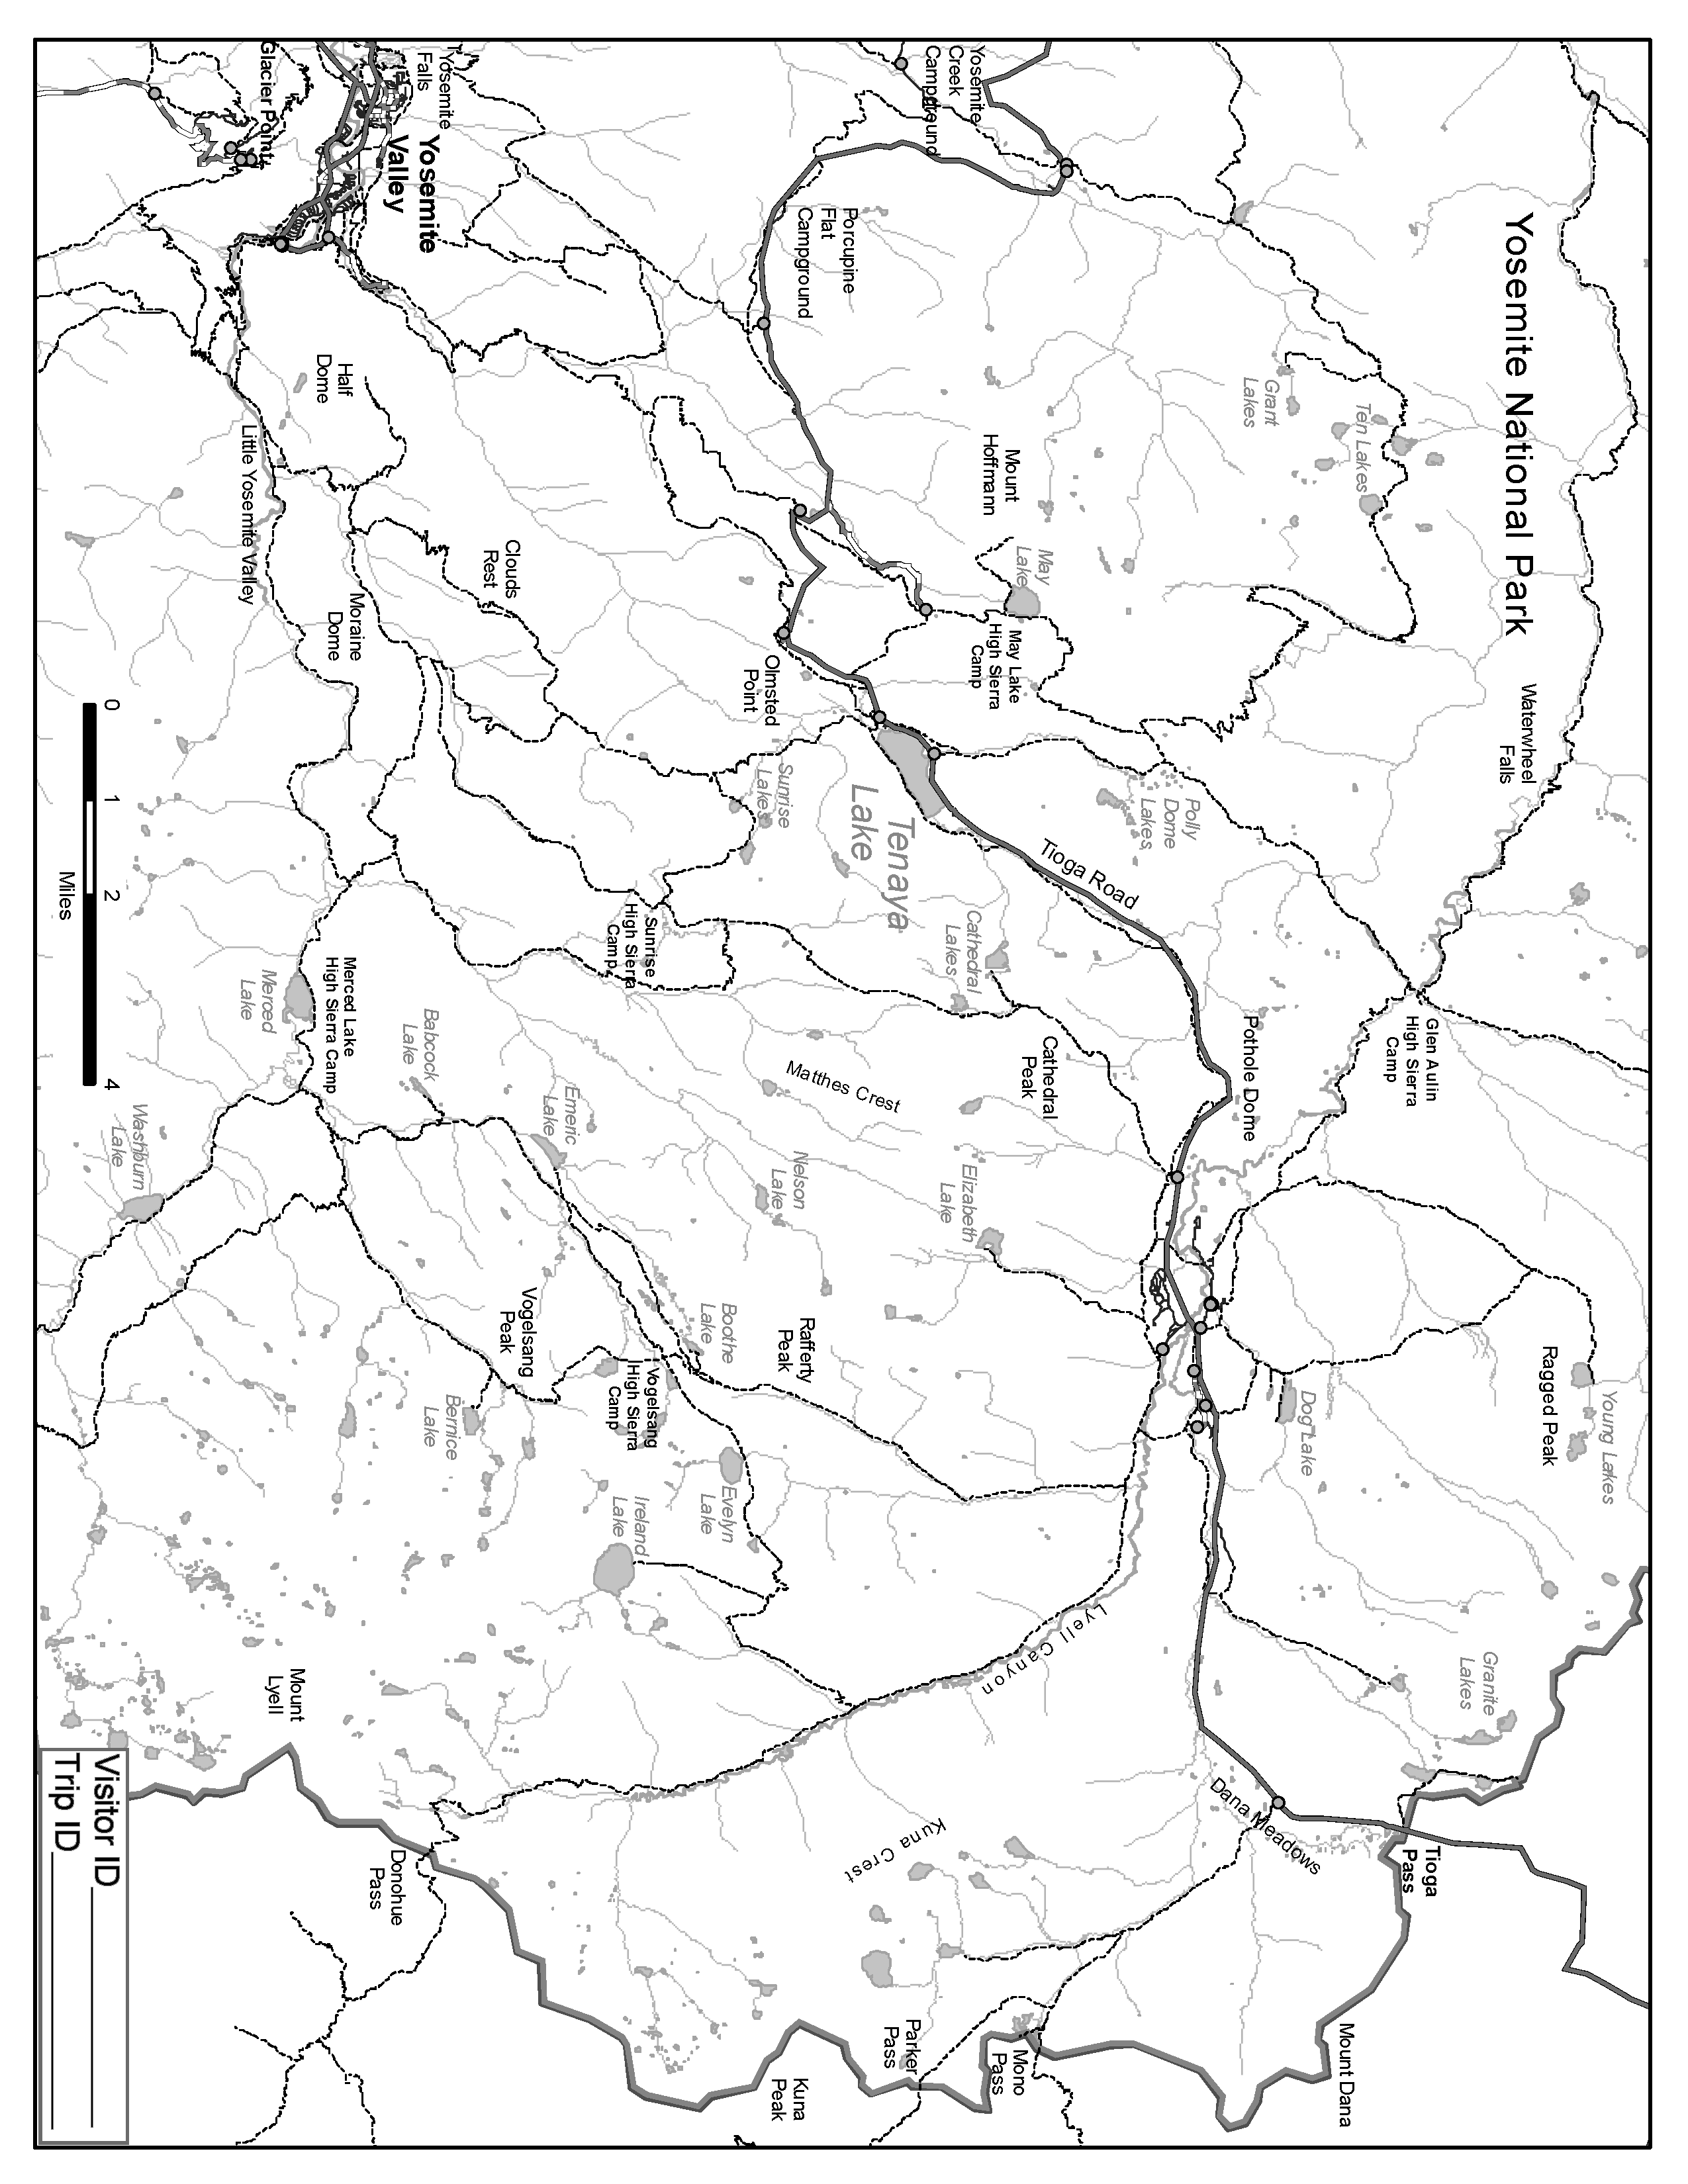 Yosemite National Park
Yosemite
Creek
Campground
Yosemite
Falls
Yosemite
Valley
Glacier Point
Porcupine
Flat
Campground
Half
Dome
Little Yosemite Valley
Grant
Lakes
Ten Lakes
Mount
Hoffmann
May
Lake
May Lake
High Sierra
Camp
Clouds
Rest
Moraine
Dome
Olmsted
Point
Waterwheel
Falls
Polly
Dome
Lakes
Sunrise
Lakes
Tenaya
Lake
Tioga Road
Cathedral
Lakes
Sunrise
High Sierra
Camp
Merced Lake
High Sierra Camp
Merced
Lake
Glen Aulin
High Sierra
Camp
Pothole Dome
Cathedral
Peak
Matthes Crest
Babcock
Lake
Emeric
Lake
Washburn
Lake
Nelson
Lake
Elizabeth
Lake
Vogelsang
Peak
Boothe
Lake
Rafferty
Peak
Vogelsang
High Sierra
Camp
Bernice
Lake
Ragged Peak
Young Lakes
Dog Lake
Evelyn
Lake
Ireland
Lake
Lyell Canyon
Granite
Lakes
Mount
Lyell
Dana Meadows
Tioga
Pass
Kuna Crest
Donohue
Pass
Mount Dana
Mono
Pass
Parker
Pass
Kuna
Peak
0 1 2 4
Miles
Visitor ID
Trip ID